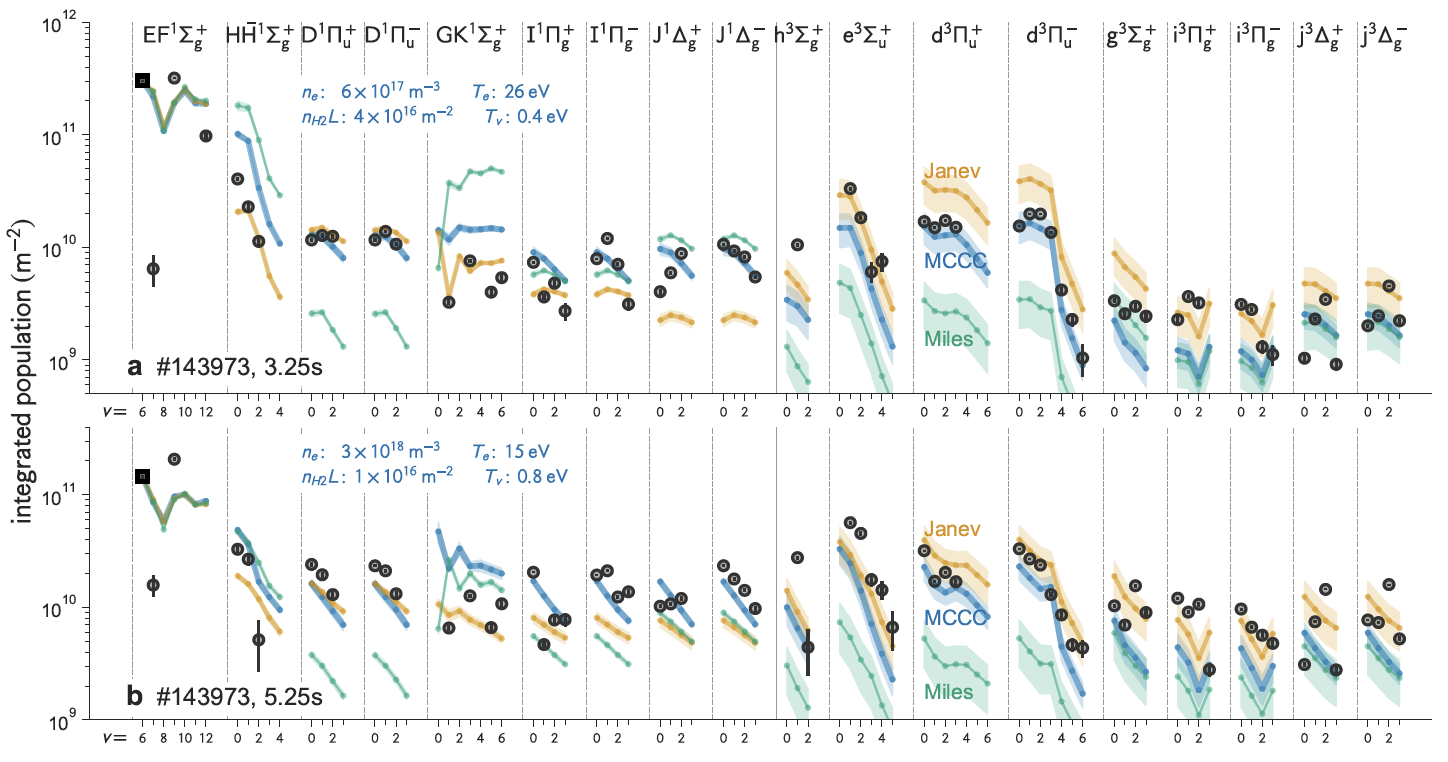 integrated population (m⁻²)
10¹²
10¹¹
10¹⁰
10⁹
EF¹Σg⁺ HH̄¹Σg⁺ D¹Πu⁺ D¹Πu⁻ GK¹Σg⁺ I¹Πg⁺ I¹Πg⁻ J¹Δg⁺ J¹Δg⁻ h³Σg⁺ e³Σu⁺ d³Πu⁺ d³Πu⁻ g³Σg⁺ i³Πg⁺ i³Πg⁻ j³Δg⁺ j³Δg⁻
nₑ: 6×10¹⁷ m⁻³ Tₑ: 26 eV
n_H2 L: 4×10¹⁶ m⁻² Tᵥ: 0.4 eV
Janev
MCCC
Miles
a #143973, 3.25s
v= 6 8 10 12 0 2 4 0 2 0 2 0 2 4 6 0 2 0 2 0 2 0 2 0 2 0 2 4 0 2 4 6 0 2 4 6 0 2 0 2 0 2 0 2 0 2
10¹¹
10¹⁰
10⁹
nₑ: 3×10¹⁸ m⁻³ Tₑ: 15 eV
n_H2 L: 1×10¹⁶ m⁻² Tᵥ: 0.8 eV
Janev
MCCC
Miles
b #143973, 5.25s
v= 6 8 10 12 0 2 4 0 2 0 2 0 2 4 6 0 2 0 2 0 2 0 2 0 2 0 2 4 0 2 4 6 0 2 4 6 0 2 0 2 0 2 0 2 0 2